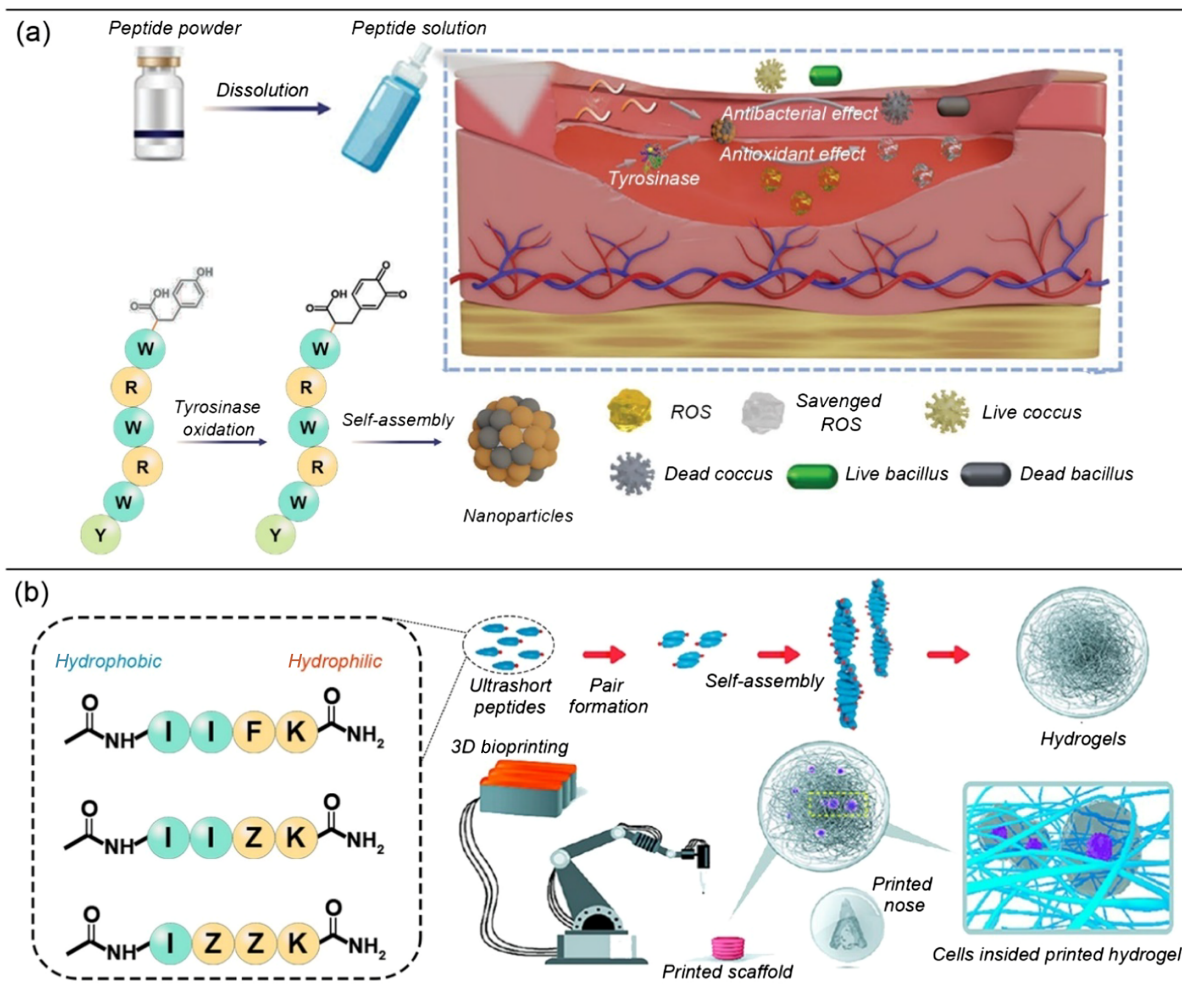 (a)
Peptide powder
Peptide solution
Dissolution
Antibacterial effect
Antioxidant effect
Tyrosinase
OH
OH
O
W
R
W
R
W
Y
Tyrosinase
oxidation
O
O
OH
O
W
R
W
R
W
Y
Self-assembly
Nanoparticles
ROS
Savenged
ROS
Live coccus
Dead coccus
Live bacillus
Dead bacillus
(b)
Hydrophobic
Hydrophilic
O
NH
I I F K
O
NH2
O
NH
I I Z K
O
NH2
O
NH
I Z Z K
O
NH2
Ultrashort
peptides
Pair
formation
Self-assembly
Hydrogels
3D bioprinting
Printed scaffold
Printed
nose
Cells insided printed hydrogel